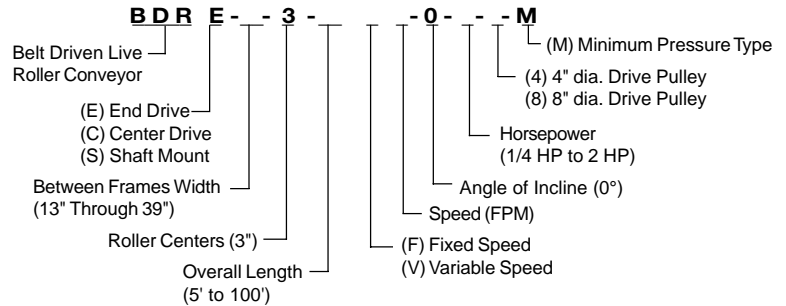 BDR E- -3- -0- - -M
Belt Driven Live
Roller Conveyor
(M) Minimum Pressure Type
(4) 4" dia. Drive Pulley
(8) 8" dia. Drive Pulley
(E) End Drive
(C) Center Drive
(S) Shaft Mount
Horsepower
(1/4 HP to 2 HP)
Between Frames Width
(13" Through 39")
Angle of Incline (0°)
Speed (FPM)
Roller Centers (3")
(F) Fixed Speed
(V) Variable Speed
Overall Length
(5' to 100')